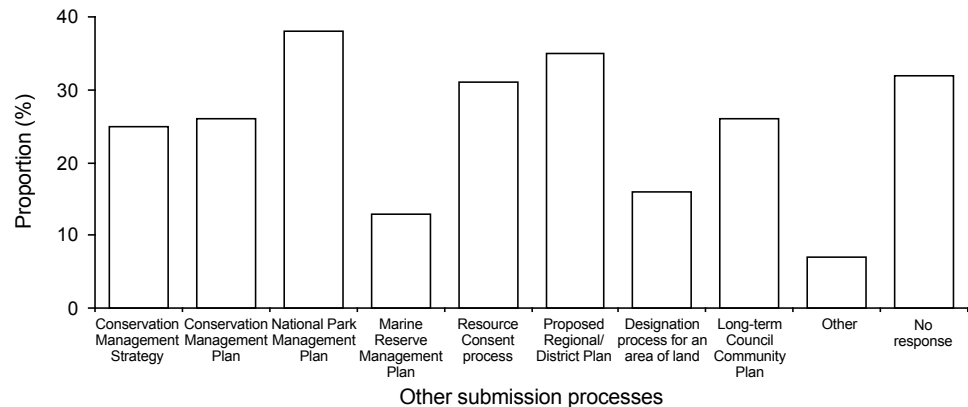 40
30
20
10
0
Proportion (%)
Conservation
Management
Strategy
Conservation
Management
Plan
National Park
Management
Plan
Marine
Reserve
Management
Plan
Resource
Consent
process
Proposed
Regional/
District Plan
Designation
process for an
area of land
Long-term
Council
Community
Plan
Other
No
response
Other submission processes